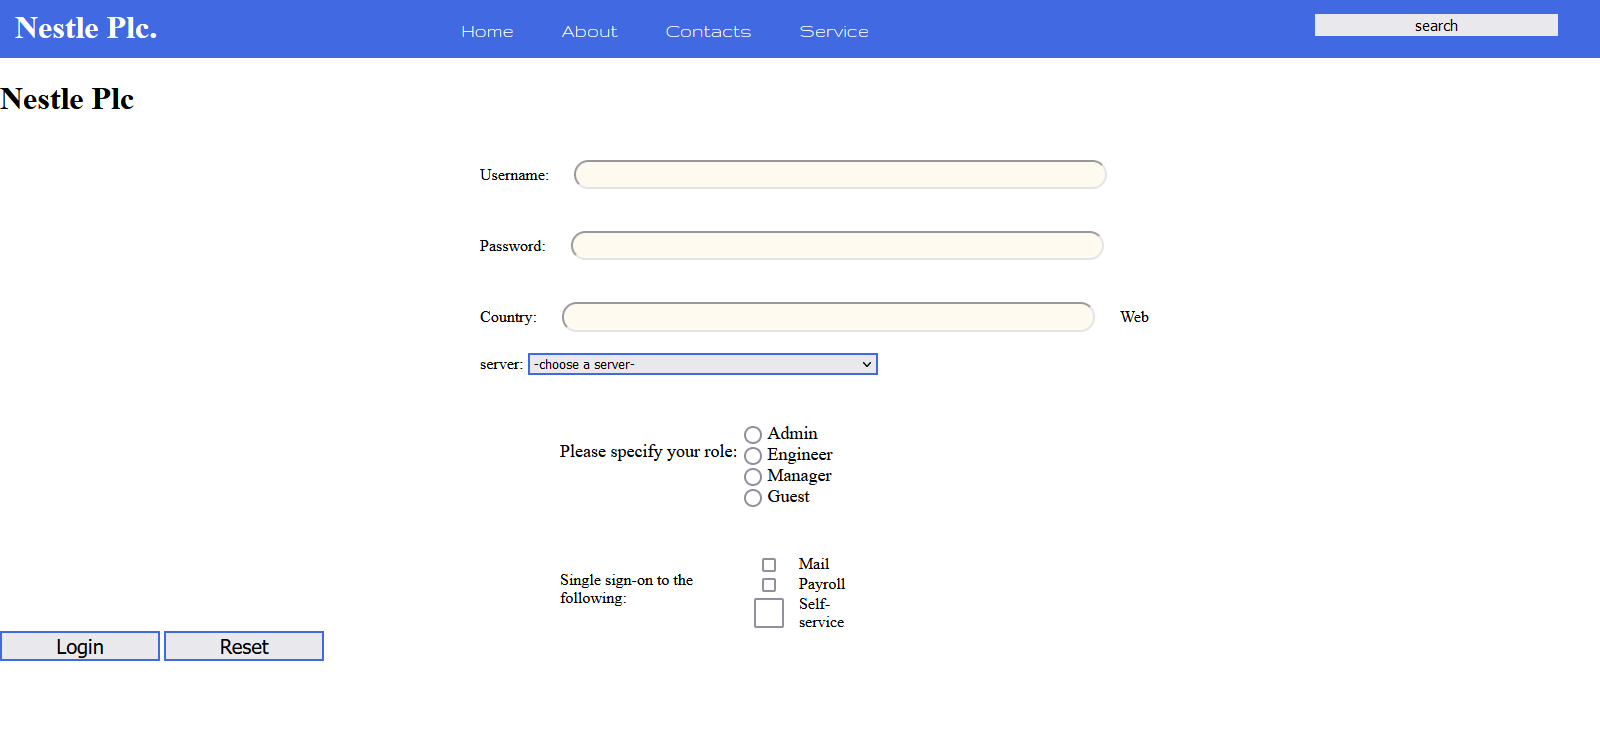 Nestle Plc.
Home About Contacts Service
search
Nestle Plc
Username:
Password:
Country:
Web
server: -choose a server-
Please specify your role:
Admin
Engineer
Manager
Guest
Single sign-on to the
following:
Mail
Payroll
Self-
service
Login Reset